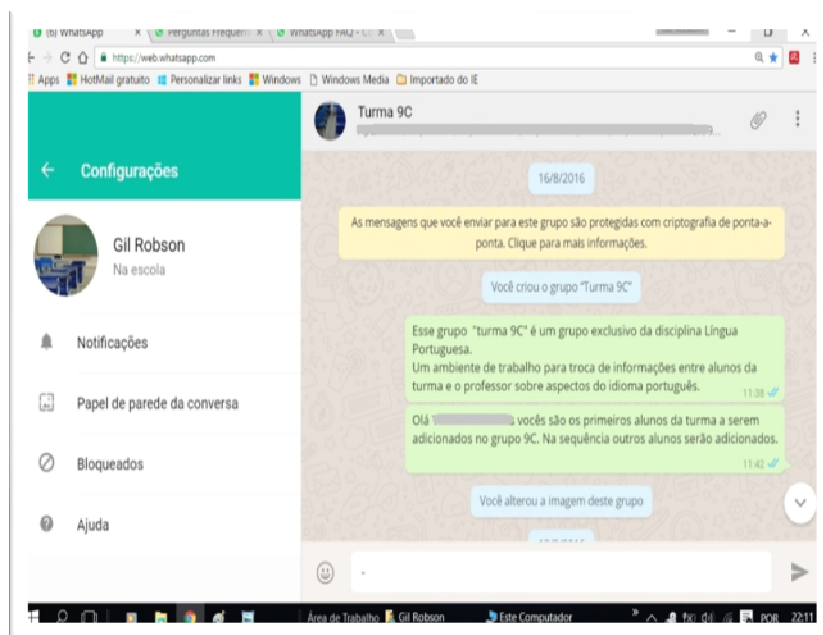 (6) WhatsApp
Perguntas Frequen
WhatsApp FAQ - C
https://web.whatsapp.com
Apps HotMail gratuito Personalizar links Windows Windows Media Importado do IE
Configurações
Gil Robson
Na escola
Notificações
Papel de parede da conversa
Bloqueados
Ajuda
Turma 9C
16/8/2016
As mensagens que você enviar para este grupo são protegidas com criptografia de ponta-a-
ponta. Clique para mais informações.
Você criou o grupo "Turma 9C"
Esse grupo "turma 9C" é um grupo exclusivo da disciplina Língua
Portuguesa.
Um ambiente de trabalho para troca de informações entre alunos da
turma e o professor sobre aspectos do idioma português.
11:38
Olá vocês são os primeiros alunos da turma a serem
adicionados no grupo 9C. Na sequência outros alunos serão adicionados.
11:42
Você alterou a imagem deste grupo
Área de Trabalho Gil Robson Este Computador POR 22:11